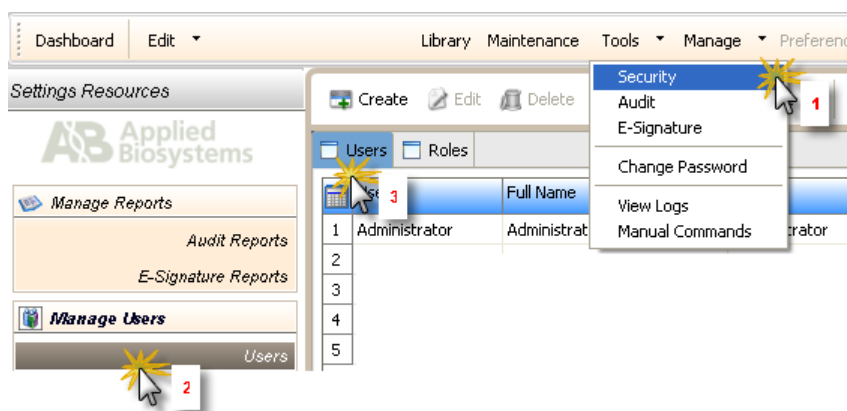 Dashboard Edit Library Maintenance Tools Manage Preferenc
Settings Resources
Applied
Biosystems
Manage Reports
Audit Reports
E-Signature Reports
Manage Users
Users
2
Create Edit Delete
Users Roles
3
Full Name
1 Administrator Administrat trator
2
3
4
5
Security
Audit
E-Signature
Change Password
View Logs
Manual Commands
1